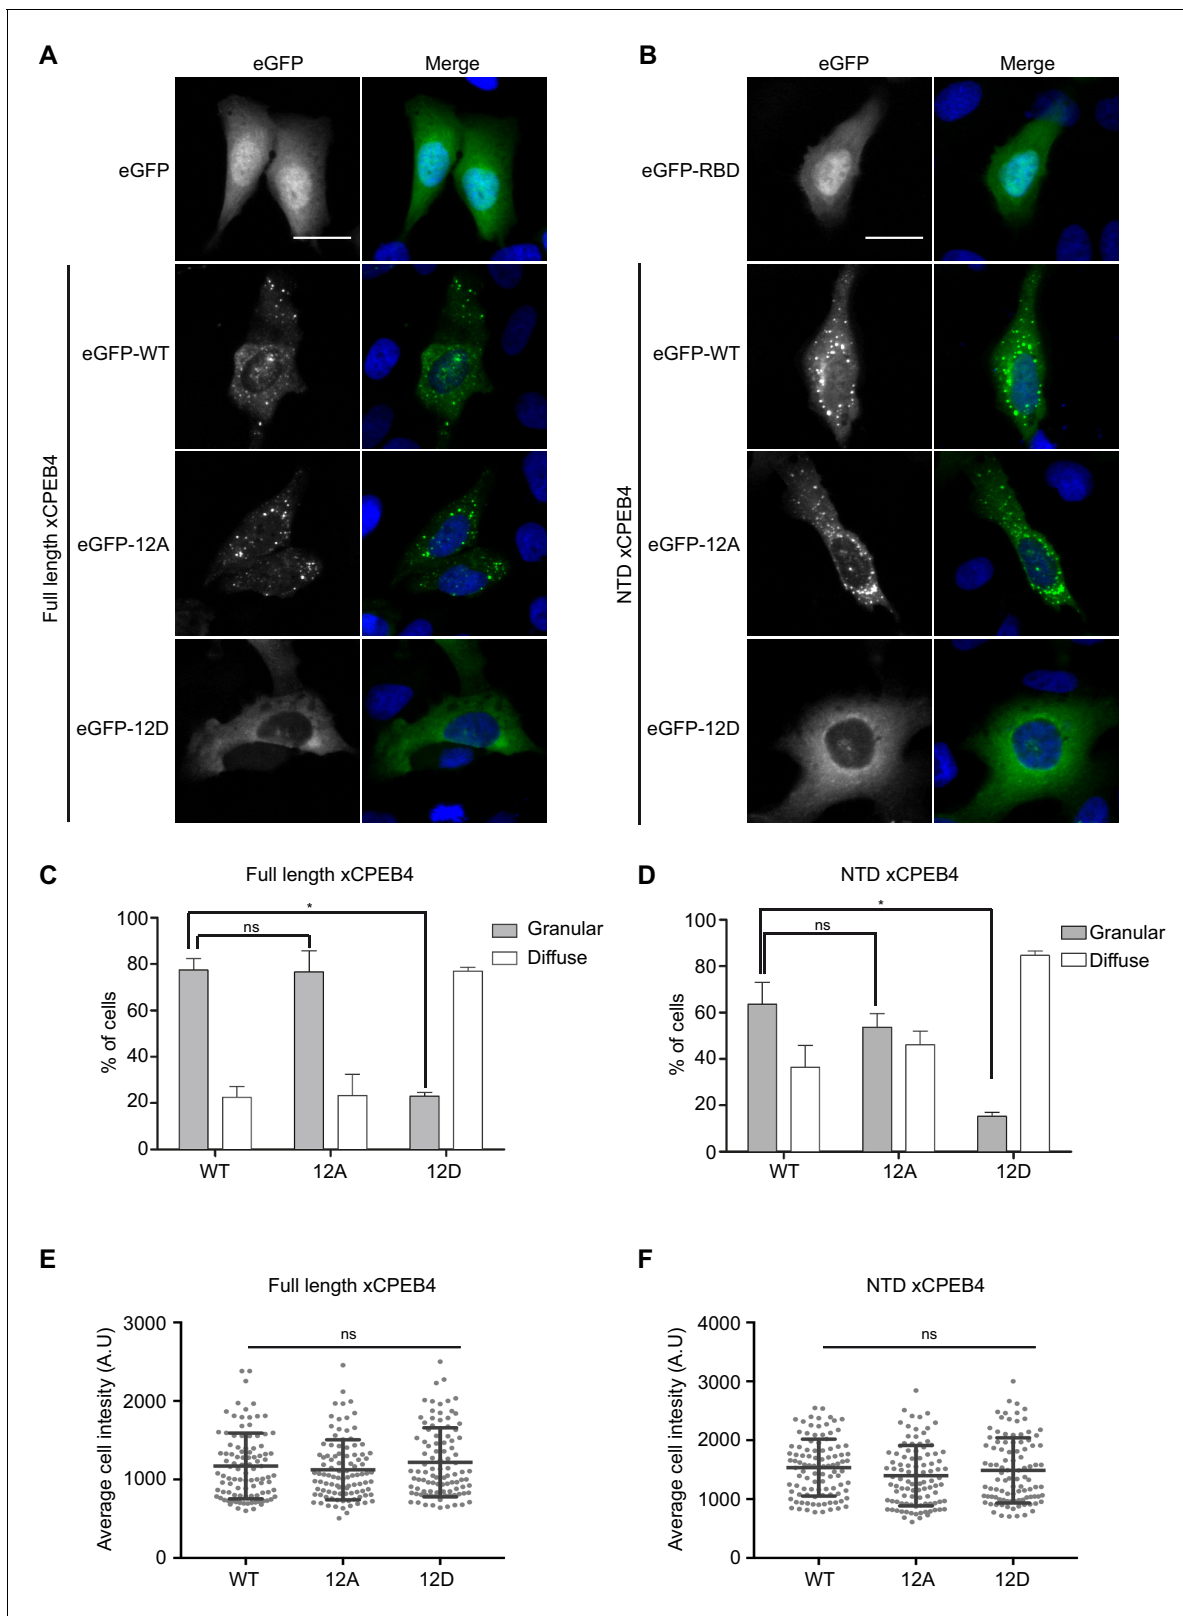 A
eGFP Merge
eGFP
Full length xCPEB4
eGFP-WT
eGFP-12A
eGFP-12D
B
eGFP Merge
eGFP-RBD
NTD xCPEB4
eGFP-WT
eGFP-12A
eGFP-12D
C
Full length xCPEB4
% of cells
100
80
60
40
20
0
*
ns
WT 12A 12D
Granular
Diffuse
D
NTD xCPEB4
% of cells
100
80
60
40
20
0
*
ns
WT 12A 12D
Granular
Diffuse
E
Full length xCPEB4
Average cell intesity (A.U)
3000
2000
1000
0
ns
WT 12A 12D
F
NTD xCPEB4
Average cell intesity (A.U)
4000
3000
2000
1000
0
ns
WT 12A 12D